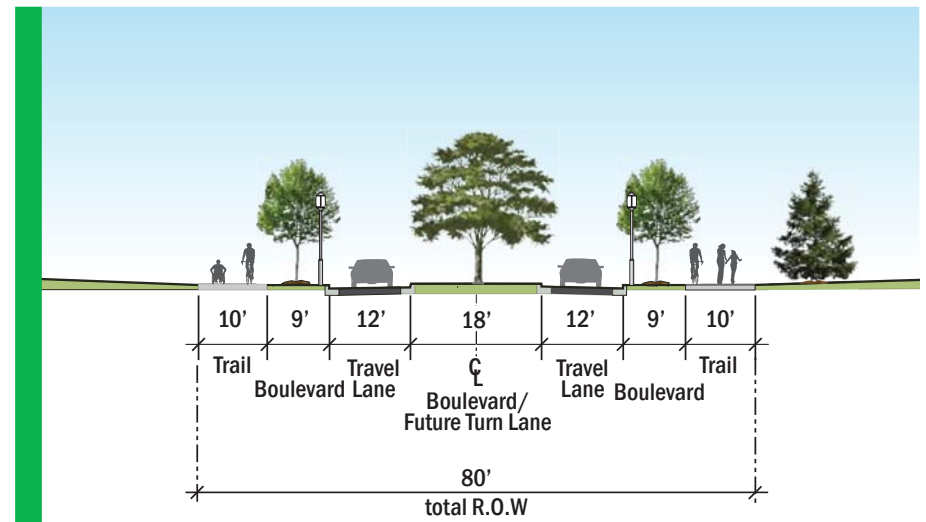 10’ 9’ 12’ 18’ 12’ 9’ 10’
Trail
Boulevard
Travel
Lane
℄
Boulevard/
Future Turn Lane
Travel
Lane
Boulevard
Trail
80’
total R.O.W